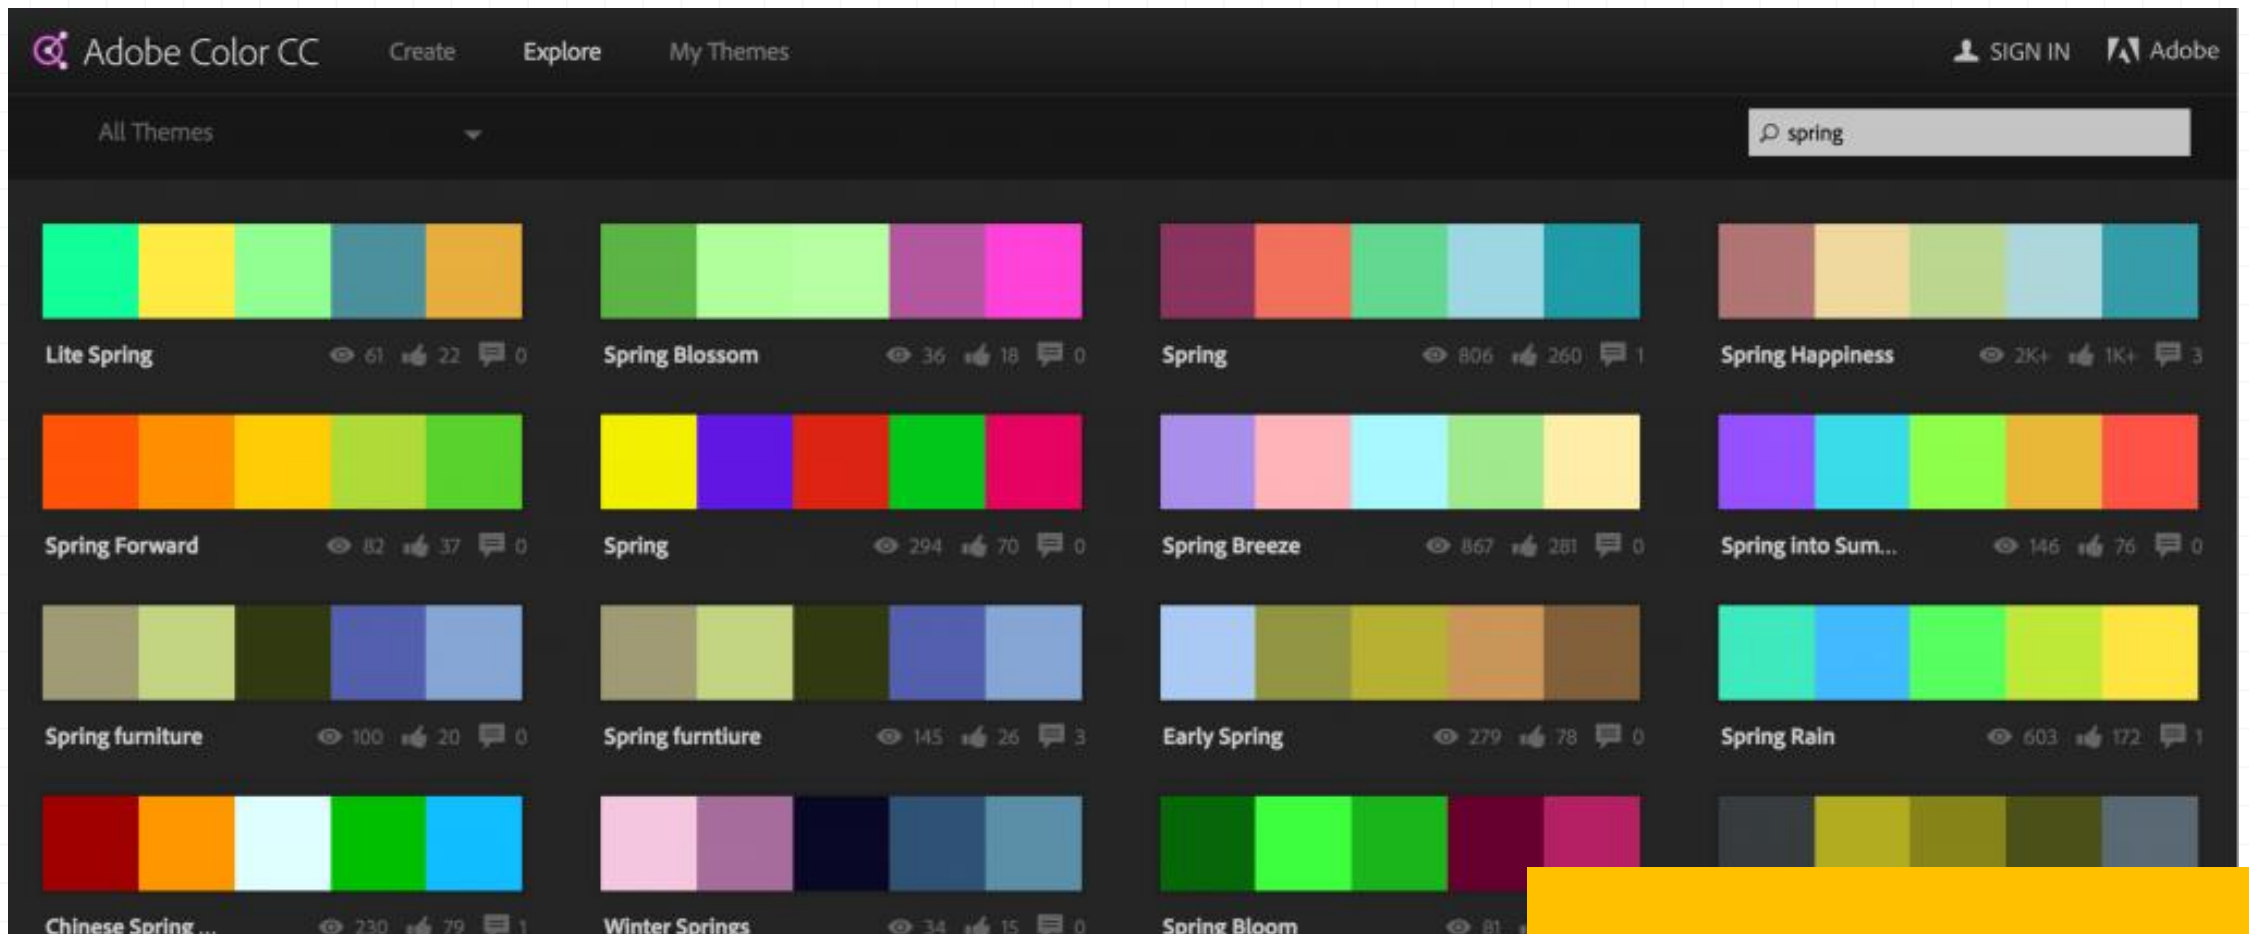 Adobe Color CC Create Explore My Themes SIGN IN Adobe
All Themes spring
Lite Spring 61 22 0 Spring Blossom 36 18 0 Spring 806 260 1 Spring Happiness 2K+ 1K+ 3
Spring Forward 82 37 0 Spring 294 70 0 Spring Breeze 867 281 0 Spring into Sum... 146 76 0
Spring furniture 100 20 0 Spring furntiure 145 26 3 Early Spring 279 78 0 Spring Rain 603 172 1
Chinese Spring ... 230 79 1 Winter Springs 34 15 0 Spring Bloom 81